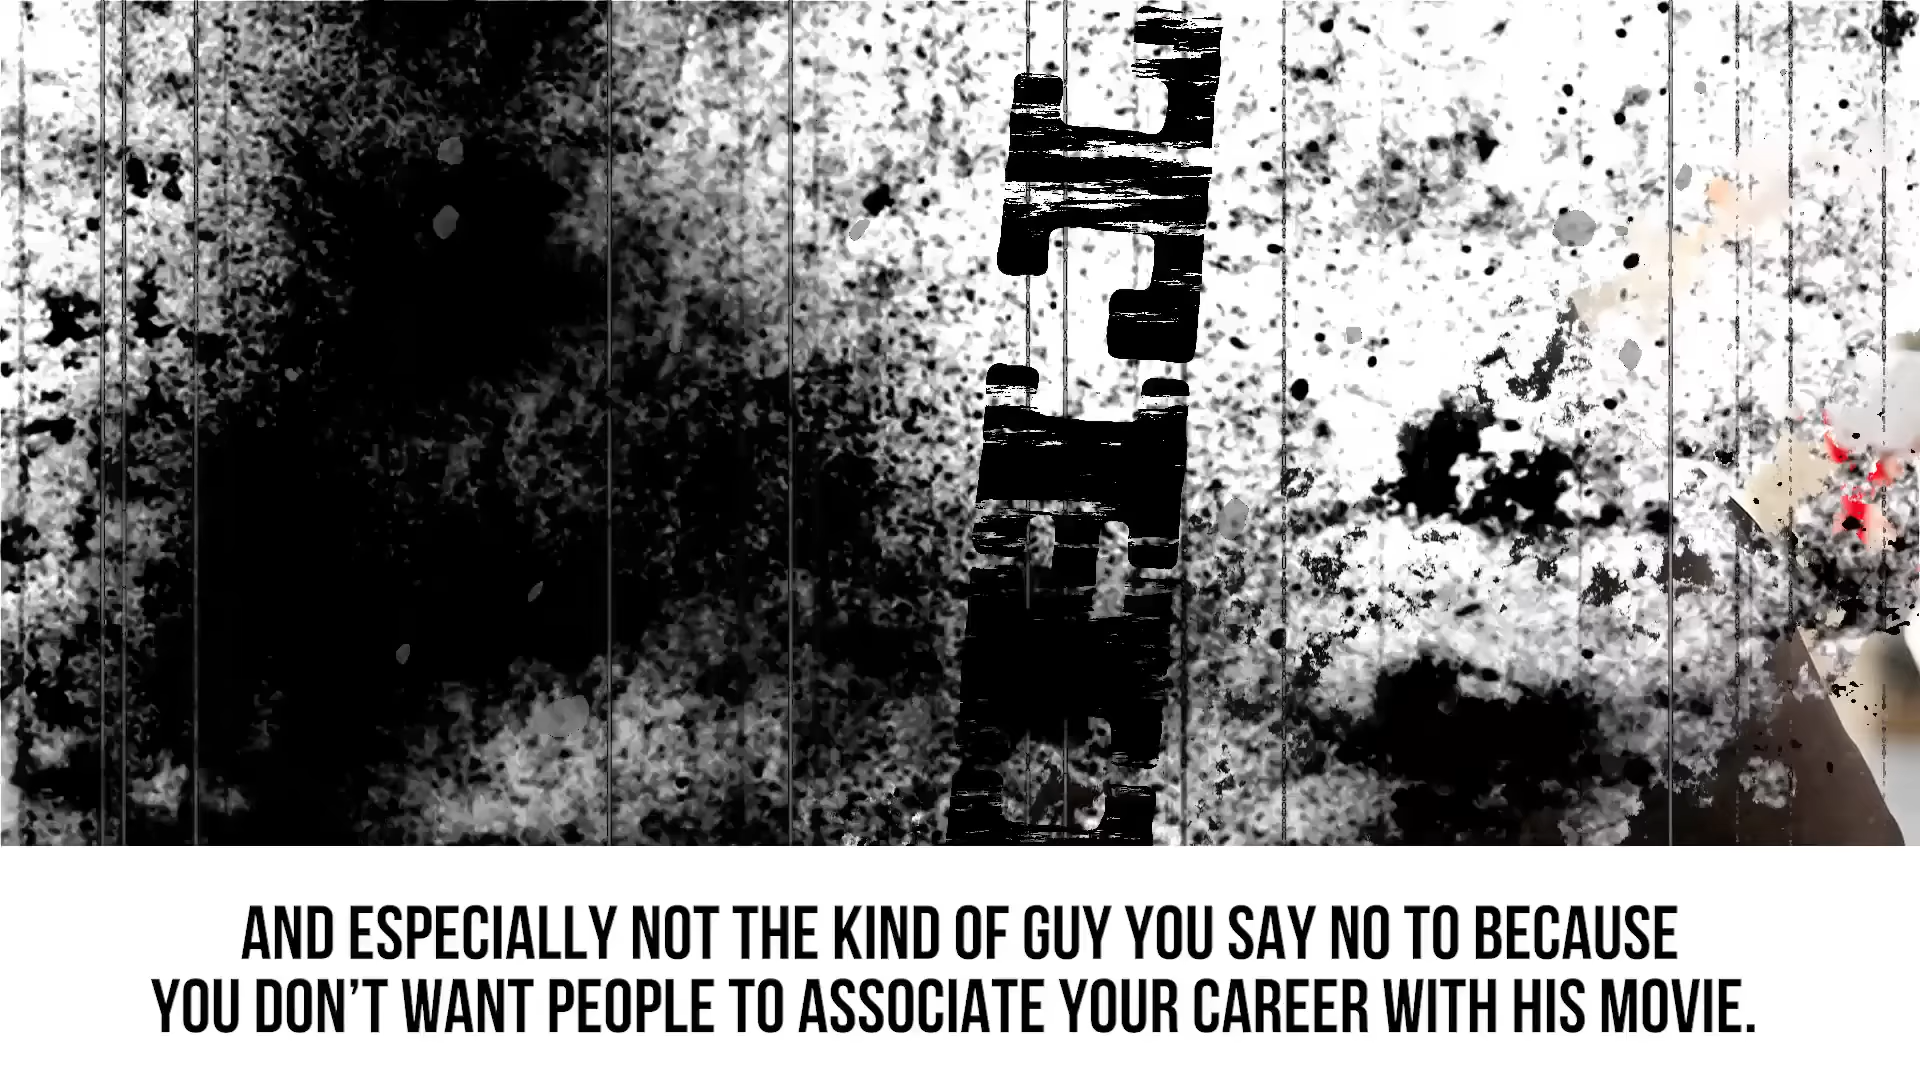 AND ESPECIALLY NOT THE KIND OF GUY YOU SAY NO TO BECAUSE
YOU DON’T WANT PEOPLE TO ASSOCIATE YOUR CAREER WITH HIS MOVIE.